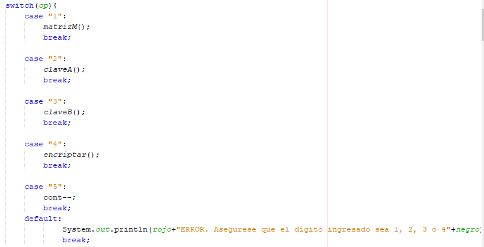 switch(op){
case "1":
matrizM();
break;
case "2":
claveA();
break;
case "3":
claveB();
break;
case "4":
encriptar();
break;
case "5":
cont--;
break;
default:
System.out.println(rojo+"ERROR. Asegurese que el dígito ingresado sea 1, 2, 3 o 4"+negro)
break;